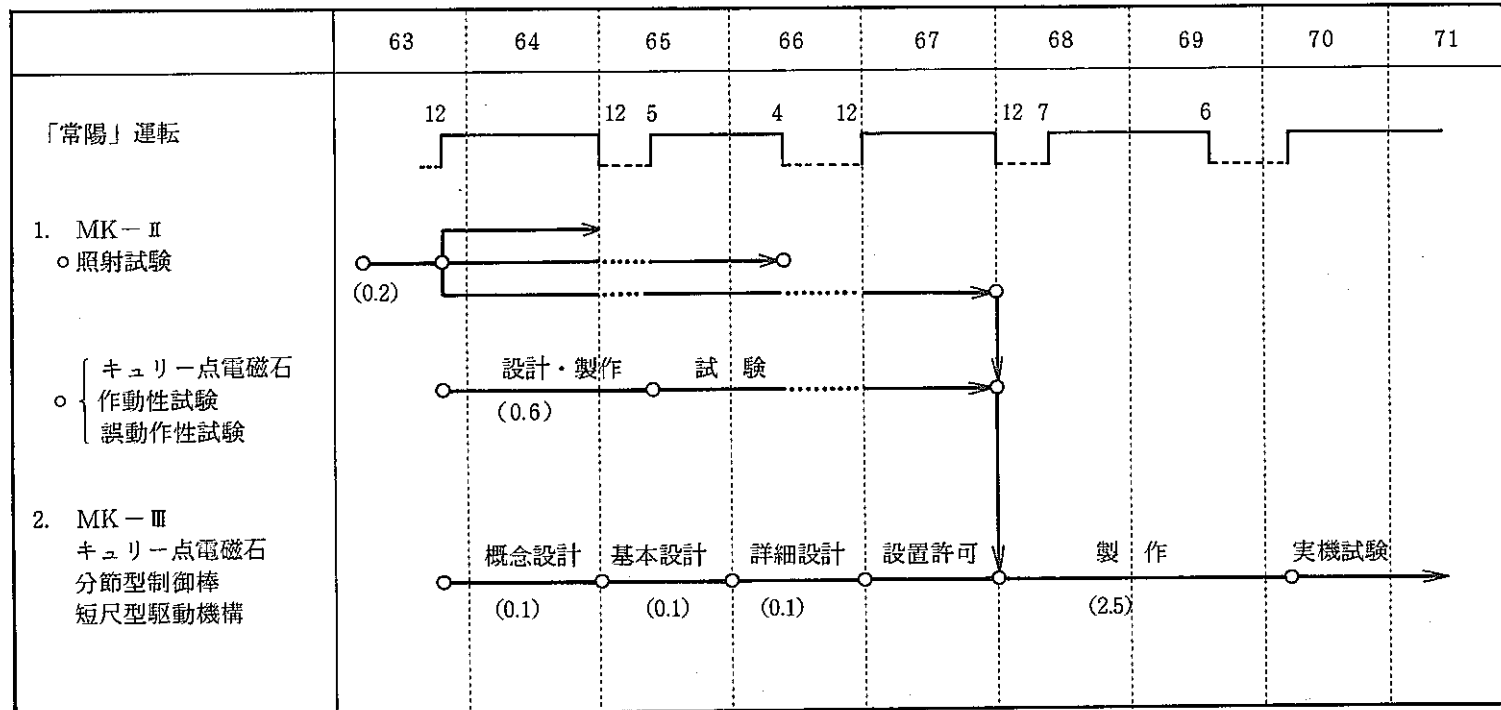 63 64 65 66 67 68 69 70 71
12 12 5 4 12 12 7 6
「常陽」運転
1. MK-Ⅱ
○照射試験
(0.2)
キュリー点電磁石
設計・製作 試験
○ 作動性試験
(0.6)
誤動作性試験
2. MK-Ⅲ
キュリー点電磁石
概念設計 基本設計 詳細設計 設置許可 製作 実機試験
分節型制御棒
(0.1) (0.1) (0.1) (2.5)
短尺型駆動機構